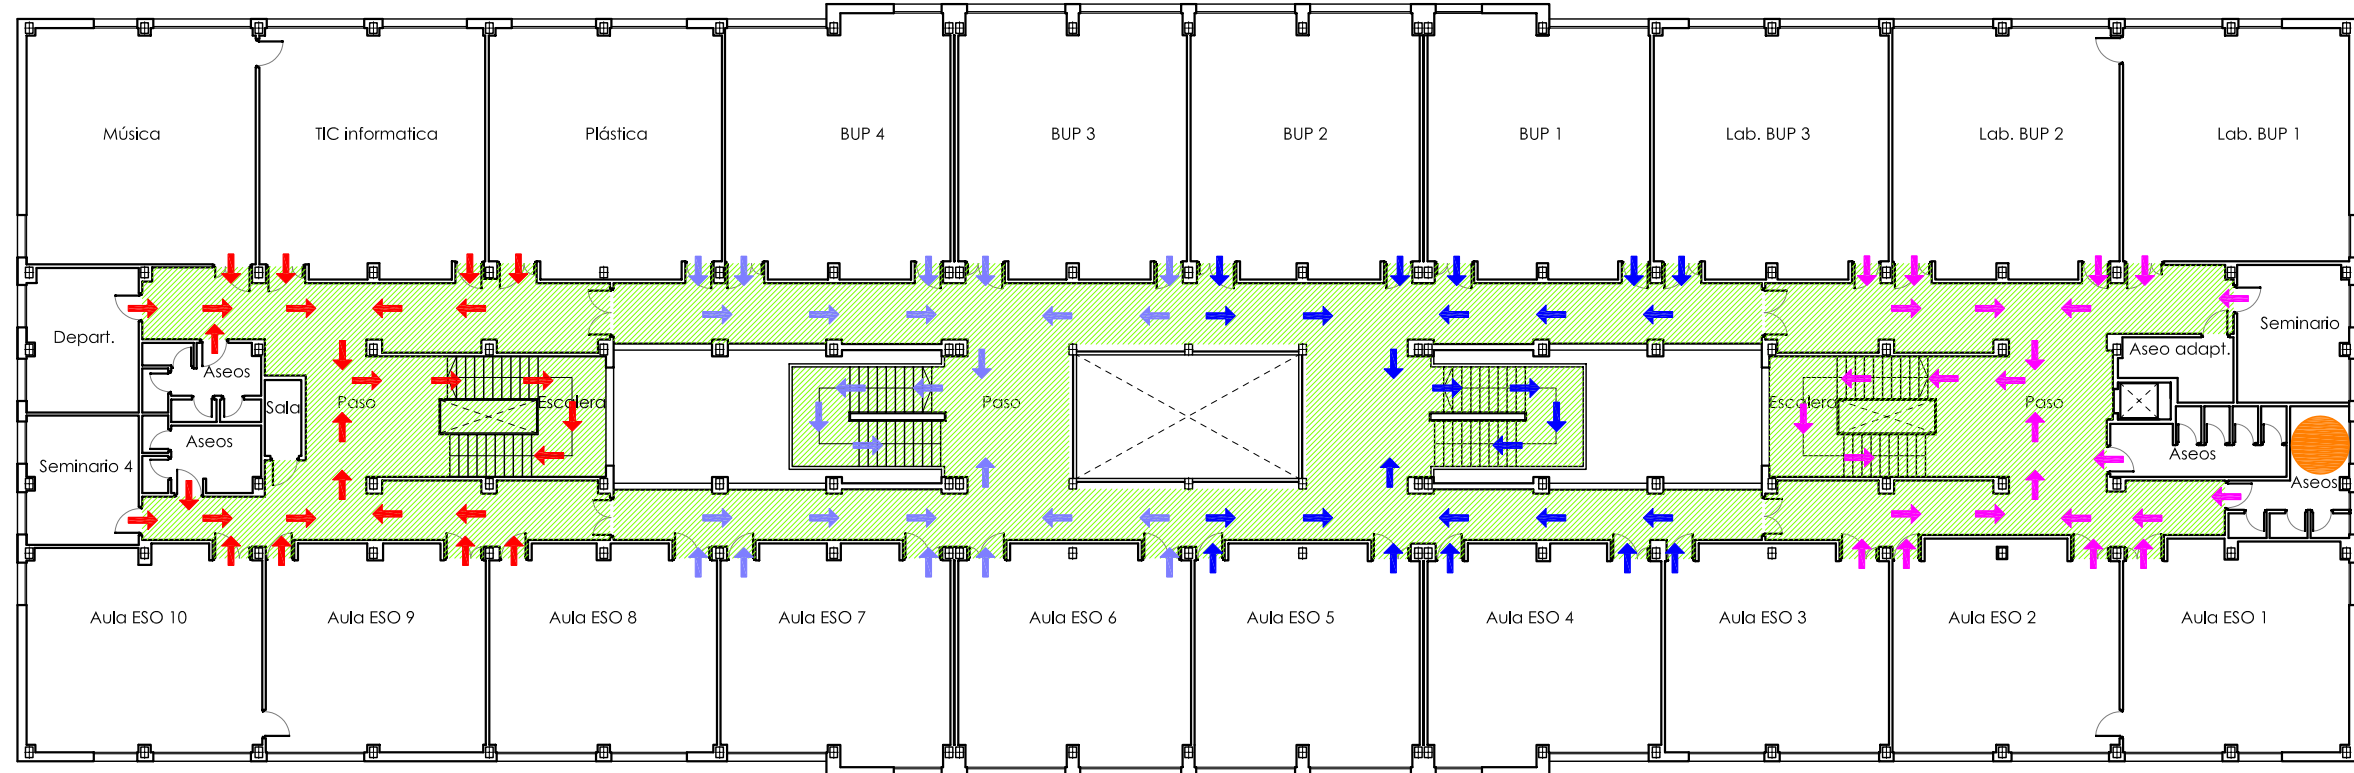 Música
TIC informatica
Plástica
BUP 4
BUP 3
BUP 2
BUP 1
Lab. BUP 3
Lab. BUP 2
Lab. BUP 1
Depart.
Seminario
Aseo adapt.
Aseos
Sala
Paso
Escalera
Paso
Escalera
Paso
Aseos
Seminario 4
Aseos
Aseos
Aula ESO 10
Aula ESO 9
Aula ESO 8
Aula ESO 7
Aula ESO 6
Aula ESO 5
Aula ESO 4
Aula ESO 3
Aula ESO 2
Aula ESO 1